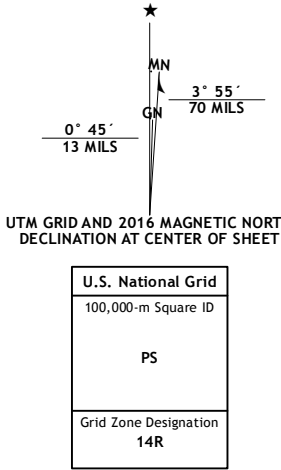 ★
MN
3° 55´
70 MILS
GN
0° 45´
13 MILS
UTM GRID AND 2016 MAGNETIC NORT
DECLINATION AT CENTER OF SHEET
U.S. National Grid
100,000-m Square ID
PS
Grid Zone Designation
14R